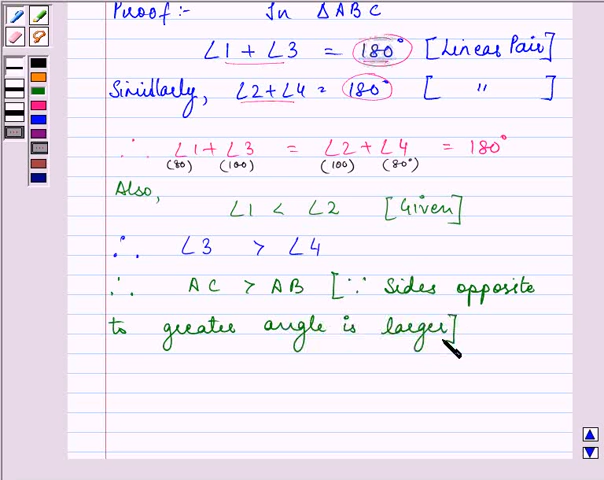 Proof :- In ΔABC
∠1 + ∠3 = 180° [Linear Pair]
Similarly, ∠2+∠4 = 180° [ " ]
∴ ∠1 + ∠3 = ∠2 + ∠4 = 180°
(80) (100) (100) (80°)
Also,
∠1 < ∠2 [Given]
∴ ∠3 > ∠4
∴ AC > AB [∵ Sides opposite
to greater angle is larger]